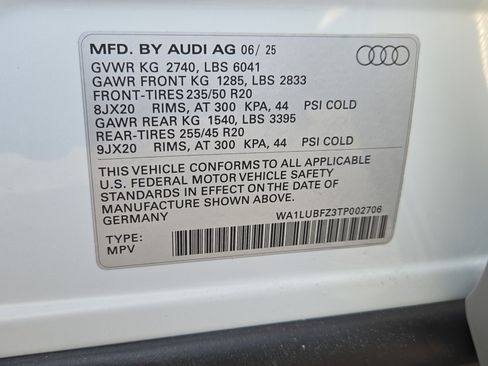 MFD. BY AUDI AG 06/25
GVWR KG 2740, LBS 6041
GAWR FRONT KG 1285, LBS 2833
FRONT-TIRES 235/50 R20
8JX20 RIMS, AT 300 KPA, 44 PSI COLD
GAWR REAR KG 1540, LBS 3395
REAR-TIRES 255/45 R20
9JX20 RIMS, AT 300 KPA, 44 PSI COLD
THIS VEHICLE CONFORMS TO ALL APPLICABLE
U.S. FEDERAL MOTOR VEHICLE SAFETY
STANDARDS IN EFFECT ON THE DATE OF
MANUFACTURE SHOWN ABOVE.
GERMANY
WA1LUBFZ3TP002706
TYPE:
MPV